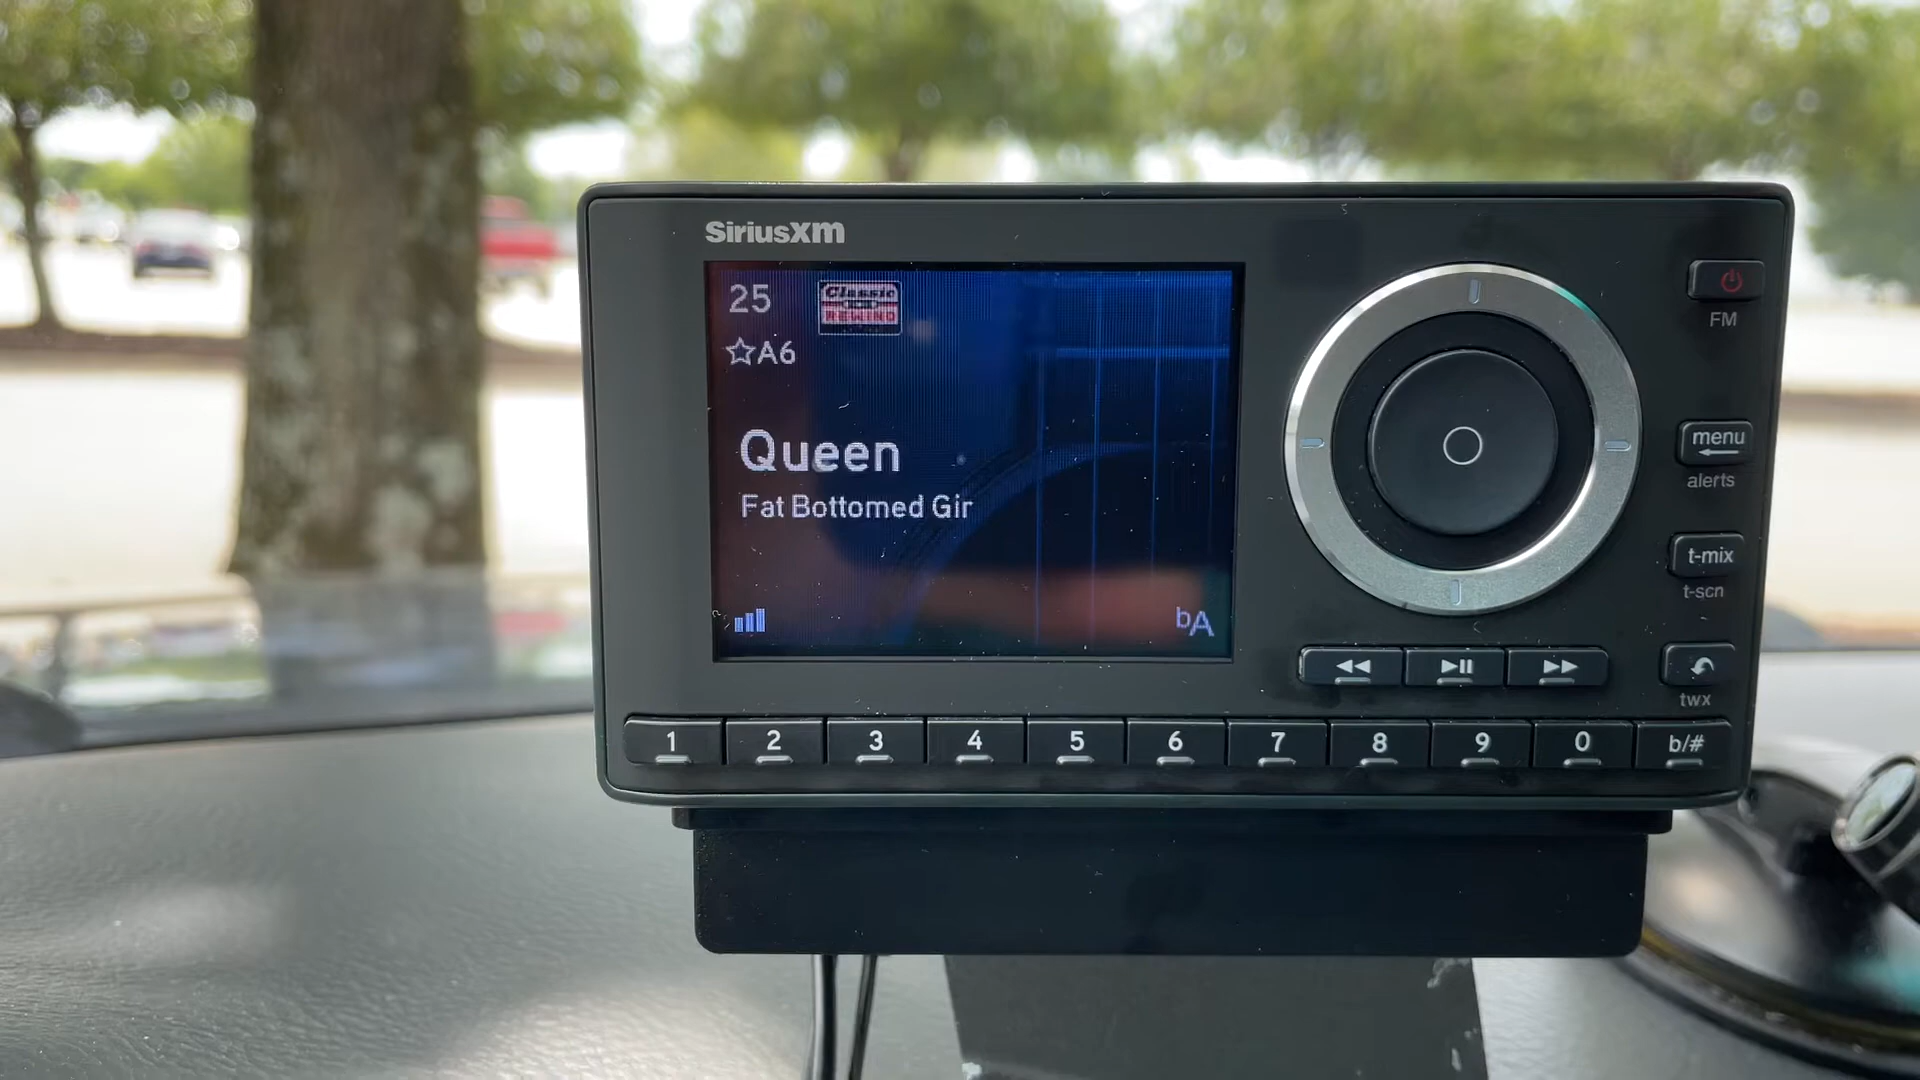 SiriusXM
25
Classic
REWIND
A6
Queen
Fat Bottomed Gir
bA
FM
menu
alerts
t-mix
t-scn
twx
1 2 3 4 5 6 7 8 9 0 b/#